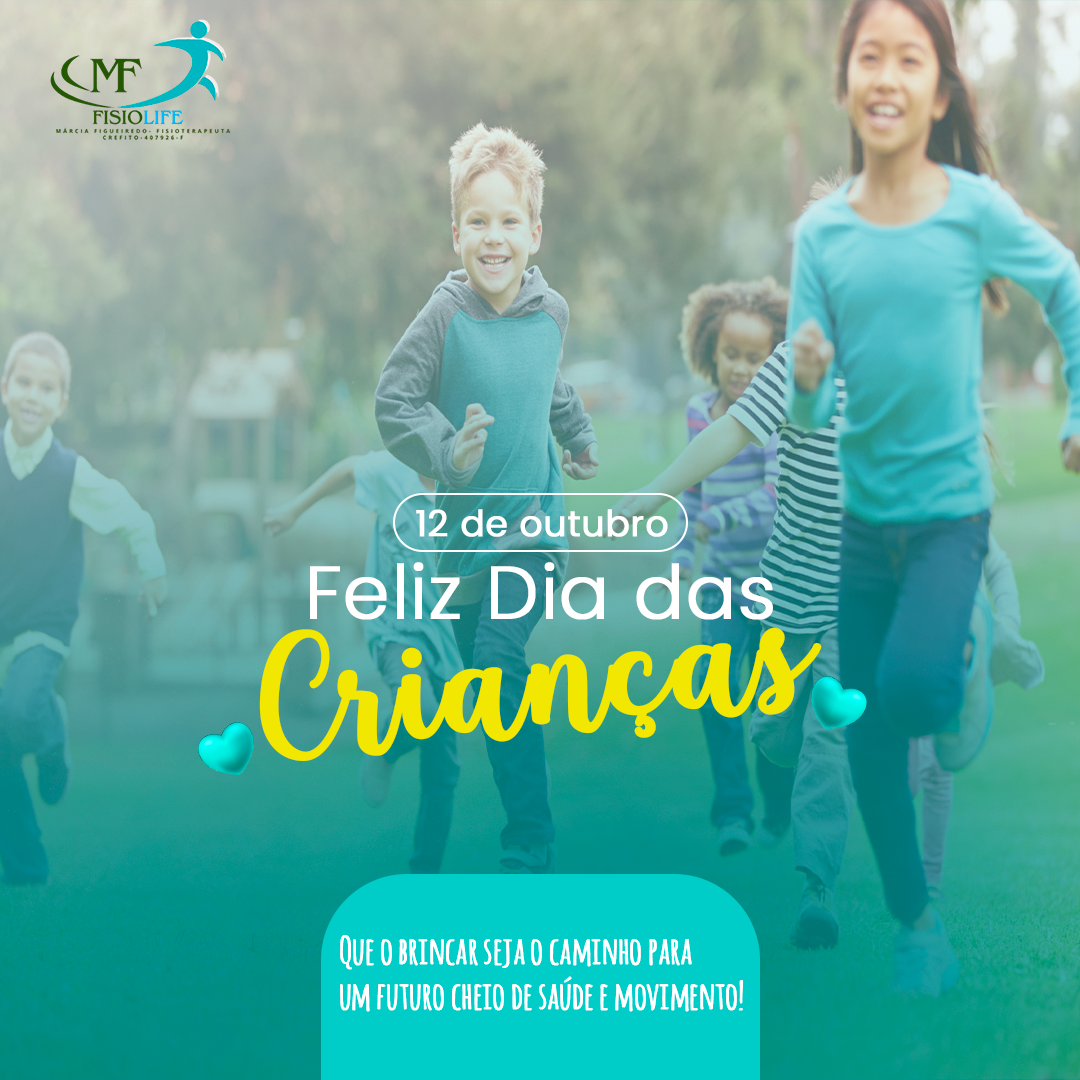 MF
FISIOLIFE
MÁRCIA FIGUEIREDO- FISIOTERAPEUTA
CREFITO-407926-F
12 de outubro
Feliz Dia das
Crianças
QUE O BRINCAR SEJA O CAMINHO PARA
UM FUTURO CHEIO DE SAÚDE E MOVIMENTO!